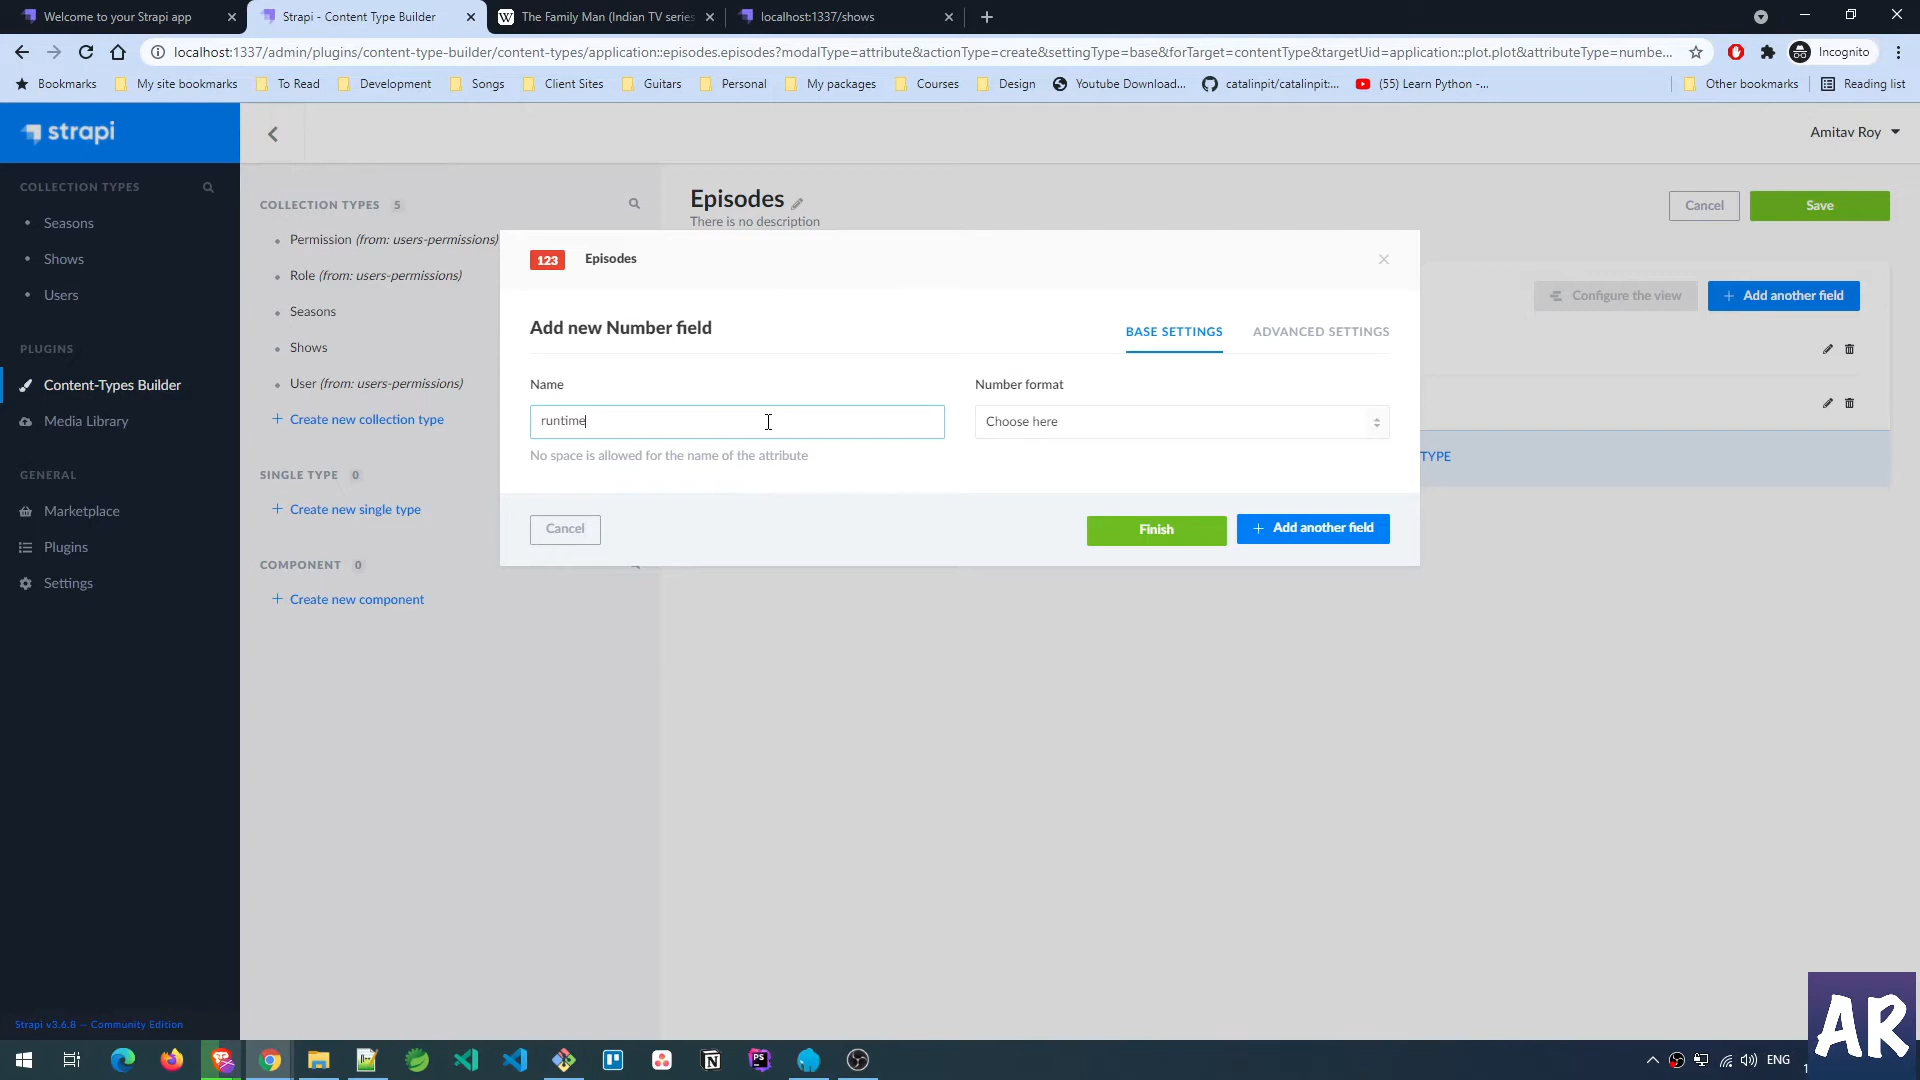 Welcome to your Strapi app
Strapi - Content Type Builder
The Family Man (Indian TV series
localhost:1337/shows
localhost:1337/admin/plugins/content-type-builder/content-types/application::episodes.episodes?modalType=attribute&actionType=create&settingType=base&forTarget=contentType&targetUid=application::plot.plot&attributeType=numbe...
Incognito
Bookmarks
My site bookmarks
To Read
Development
Songs
Client Sites
Guitars
Personal
My packages
Courses
Design
Youtube Download...
catalinpit/catalinpit:...
(55) Learn Python -...
Other bookmarks
Reading list
strapi
Amitav Roy
COLLECTION TYPES
Seasons
Shows
Users
PLUGINS
Content-Types Builder
Media Library
GENERAL
Marketplace
Plugins
Settings
Strapi v3.6.8 — Community Edition
COLLECTION TYPES 5
Permission (from: users-permissions)
Role (from: users-permissions)
Seasons
Shows
User (from: users-permissions)
Create new collection type
SINGLE TYPE 0
Create new single type
COMPONENT 0
Create new component
Episodes
There is no description
Cancel
Save
Configure the view
Add another field
TYPE
123
Episodes
Add new Number field
BASE SETTINGS
ADVANCED SETTINGS
Name
Number format
runtime
Choose here
No space is allowed for the name of the attribute
Cancel
Finish
Add another field
ENG
AR